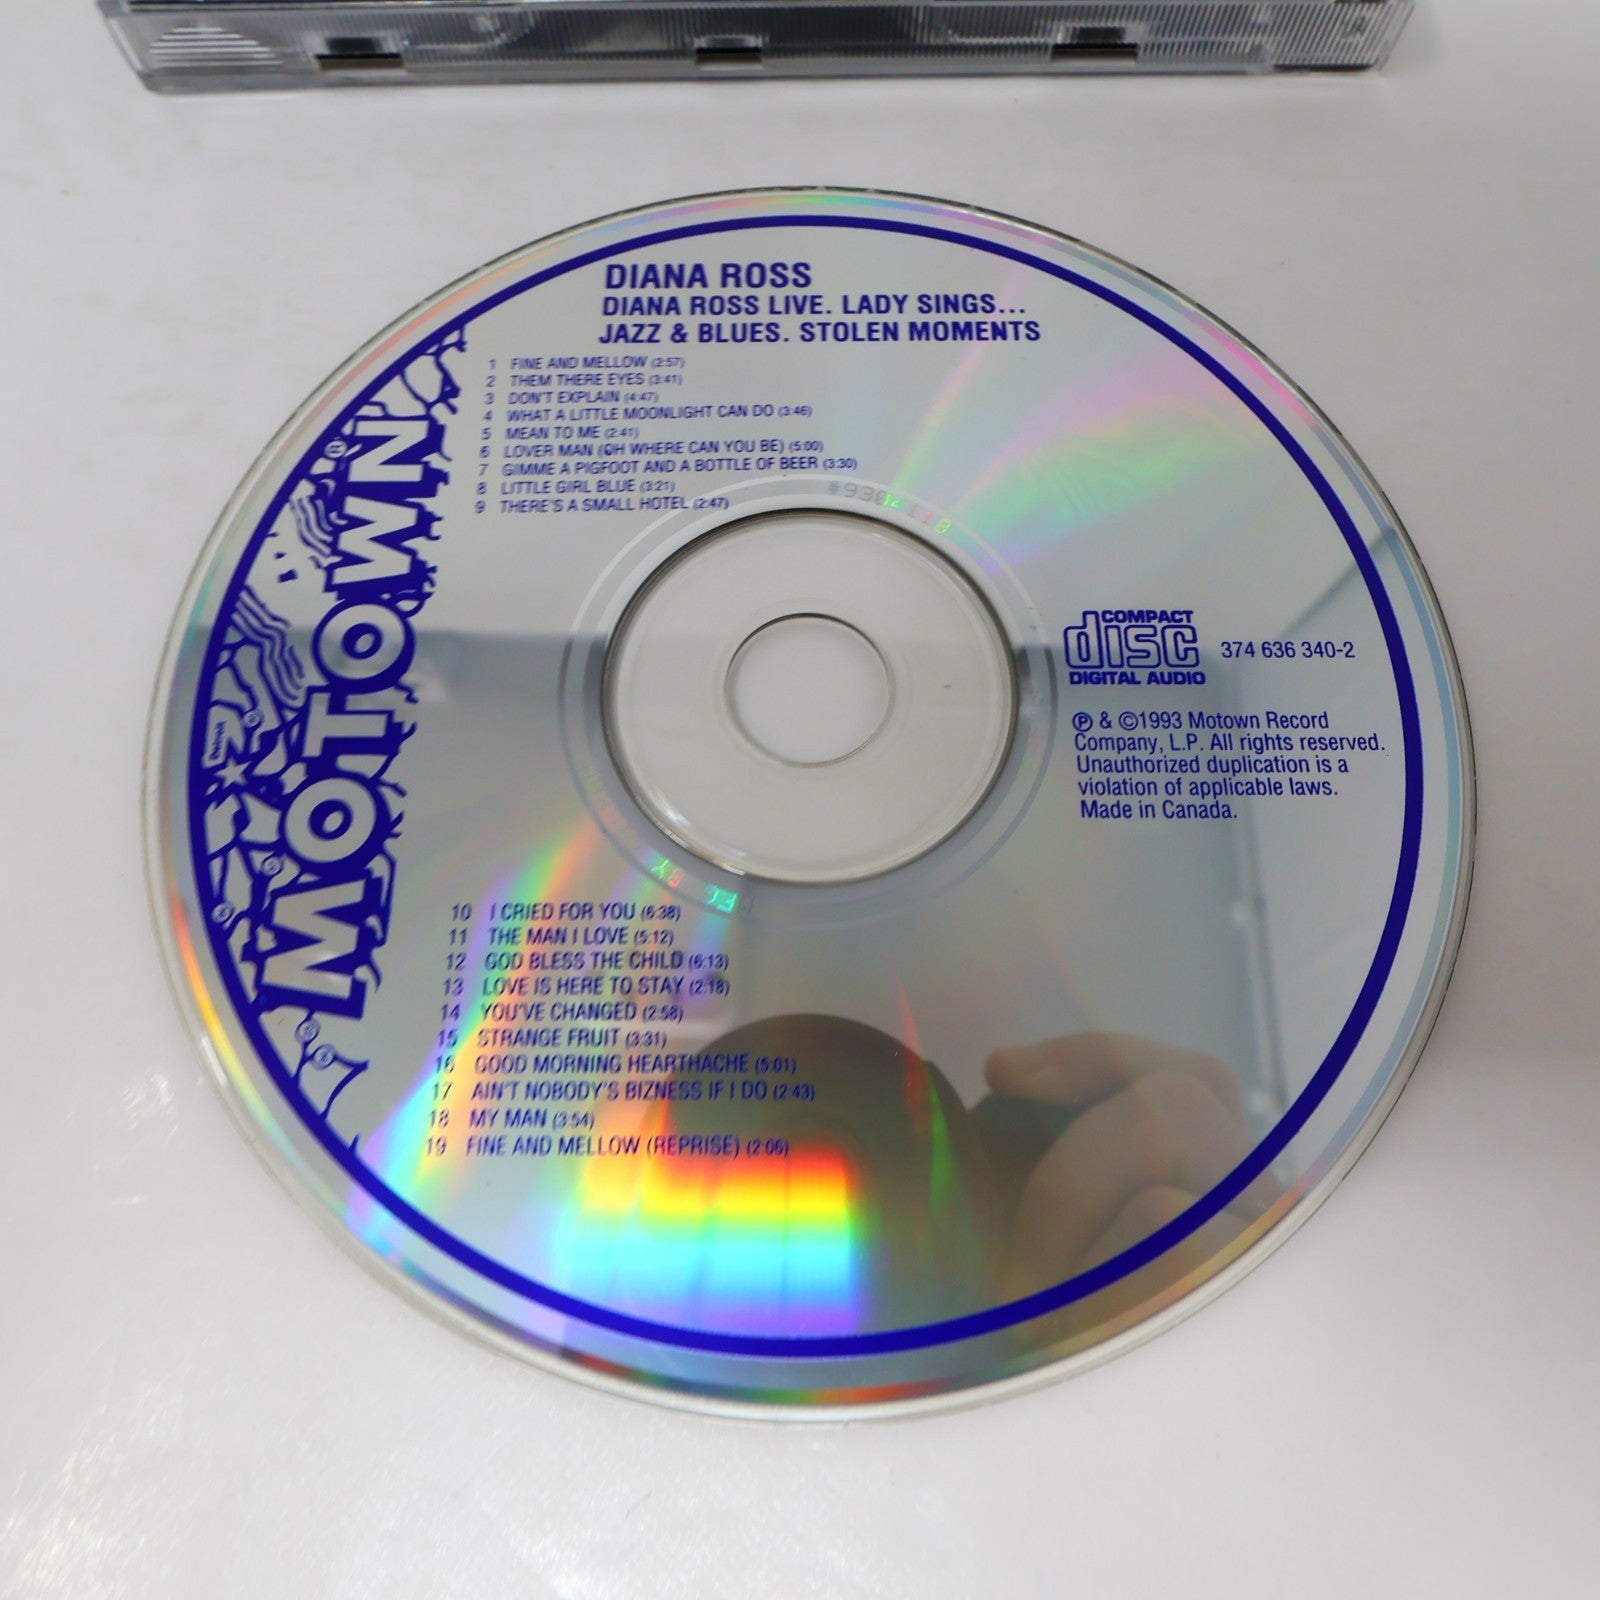 DIANA ROSS
DIANA ROSS LIVE. LADY SINGS...
JAZZ & BLUES. STOLEN MOMENTS
1 FINE AND MELLOW (2:57)
2 THEM THERE EYES (3:41)
3 DON'T EXPLAIN (4:47)
4 WHAT A LITTLE MOONLIGHT CAN DO (3:46)
5 MEAN TO ME (2:41)
6 LOVER MAN (OH WHERE CAN YOU BE) (5:00)
7 GIMME A PIGFOOT AND A BOTTLE OF BEER (3:30)
8 LITTLE GIRL BLUE (3:21)
9 THERE'S A SMALL HOTEL (2:47)
MOTOWN
®
Detroit
COMPACT
disc
DIGITAL AUDIO
374 636 340-2
℗ & ©1993 Motown Record
Company, L.P. All rights reserved.
Unauthorized duplication is a
violation of applicable laws.
Made in Canada.
10 I CRIED FOR YOU (6:38)
11 THE MAN I LOVE (5:12)
12 GOD BLESS THE CHILD (6:13)
13 LOVE IS HERE TO STAY (2:18)
14 YOU'VE CHANGED (2:58)
15 STRANGE FRUIT (3:31)
16 GOOD MORNING HEARTHACHE (5:01)
17 AIN'T NOBODY'S BIZNESS IF I DO (2:43)
18 MY MAN (3:54)
19 FINE AND MELLOW (REPRISE) (2:06)